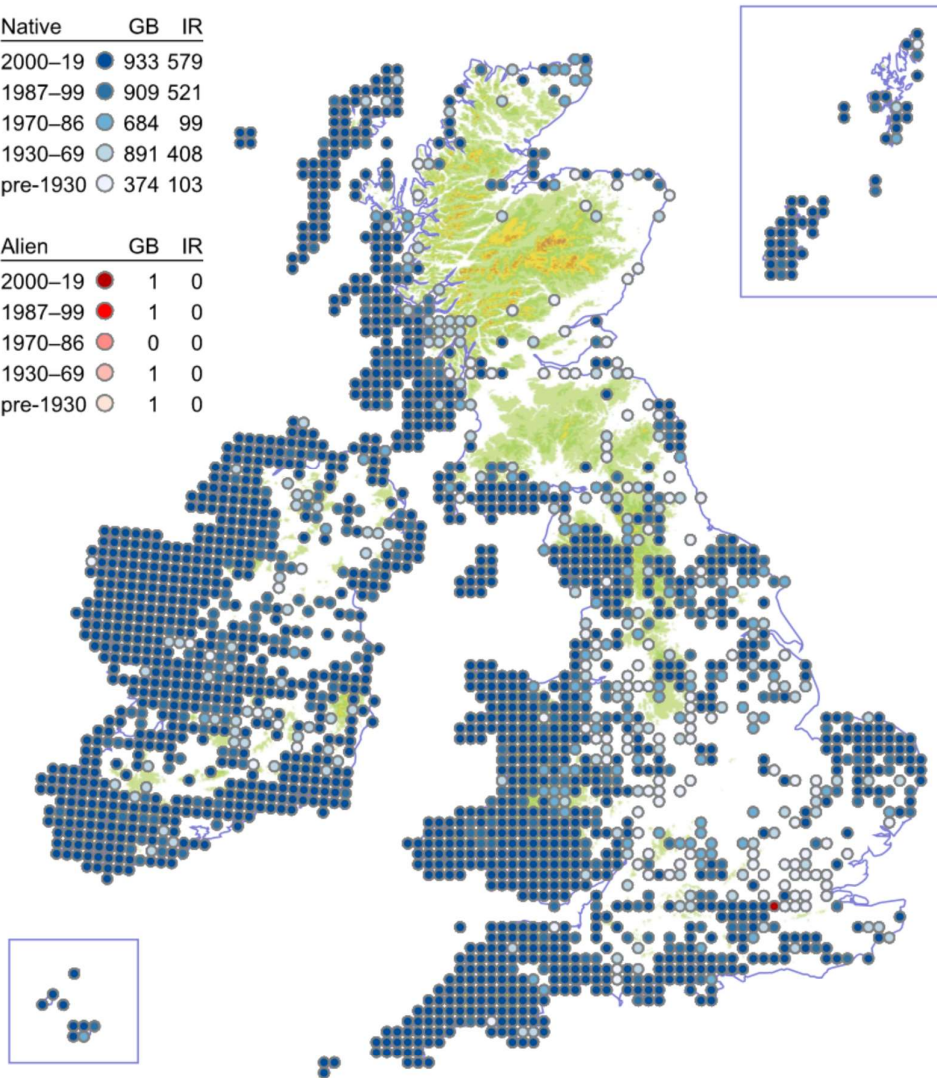 Native GB IR
2000–19 933 579
1987–99 909 521
1970–86 684 99
1930–69 891 408
pre-1930 374 103
Alien GB IR
2000–19 1 0
1987–99 1 0
1970–86 0 0
1930–69 1 0
pre-1930 1 0